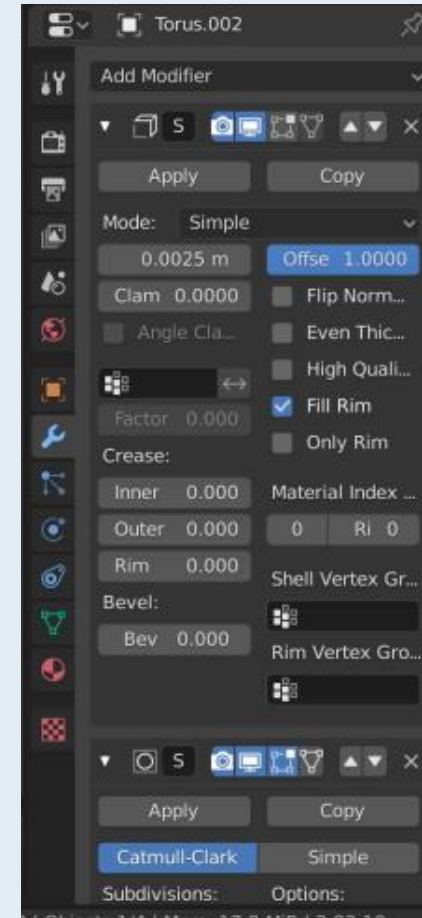 Torus.002
Add Modifier
S
Apply Copy
Mode: Simple
0.0025 m Offse 1.0000
Clam 0.0000 Flip Norm...
Angle Cla... Even Thic...
High Quali...
Factor 0.000 Fill Rim
Only Rim
Crease:
Inner 0.000 Material Index ...
Outer 0.000 0 Ri 0
Rim 0.000 Shell Vertex Gr...
Bevel:
Bev 0.000 Rim Vertex Gro...
S
Apply Copy
Catmull-Clark Simple
Subdivisions: Options: